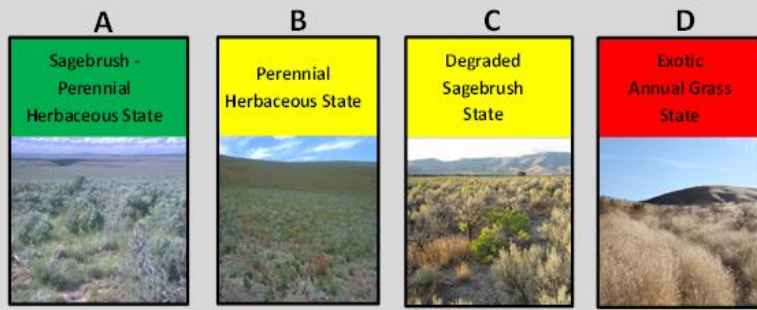 A
B
C
D
Sagebrush -
Perennial
Herbaceous State
Perennial
Herbaceous State
Degraded
Sagebrush
State
Exotic
Annual Grass
State